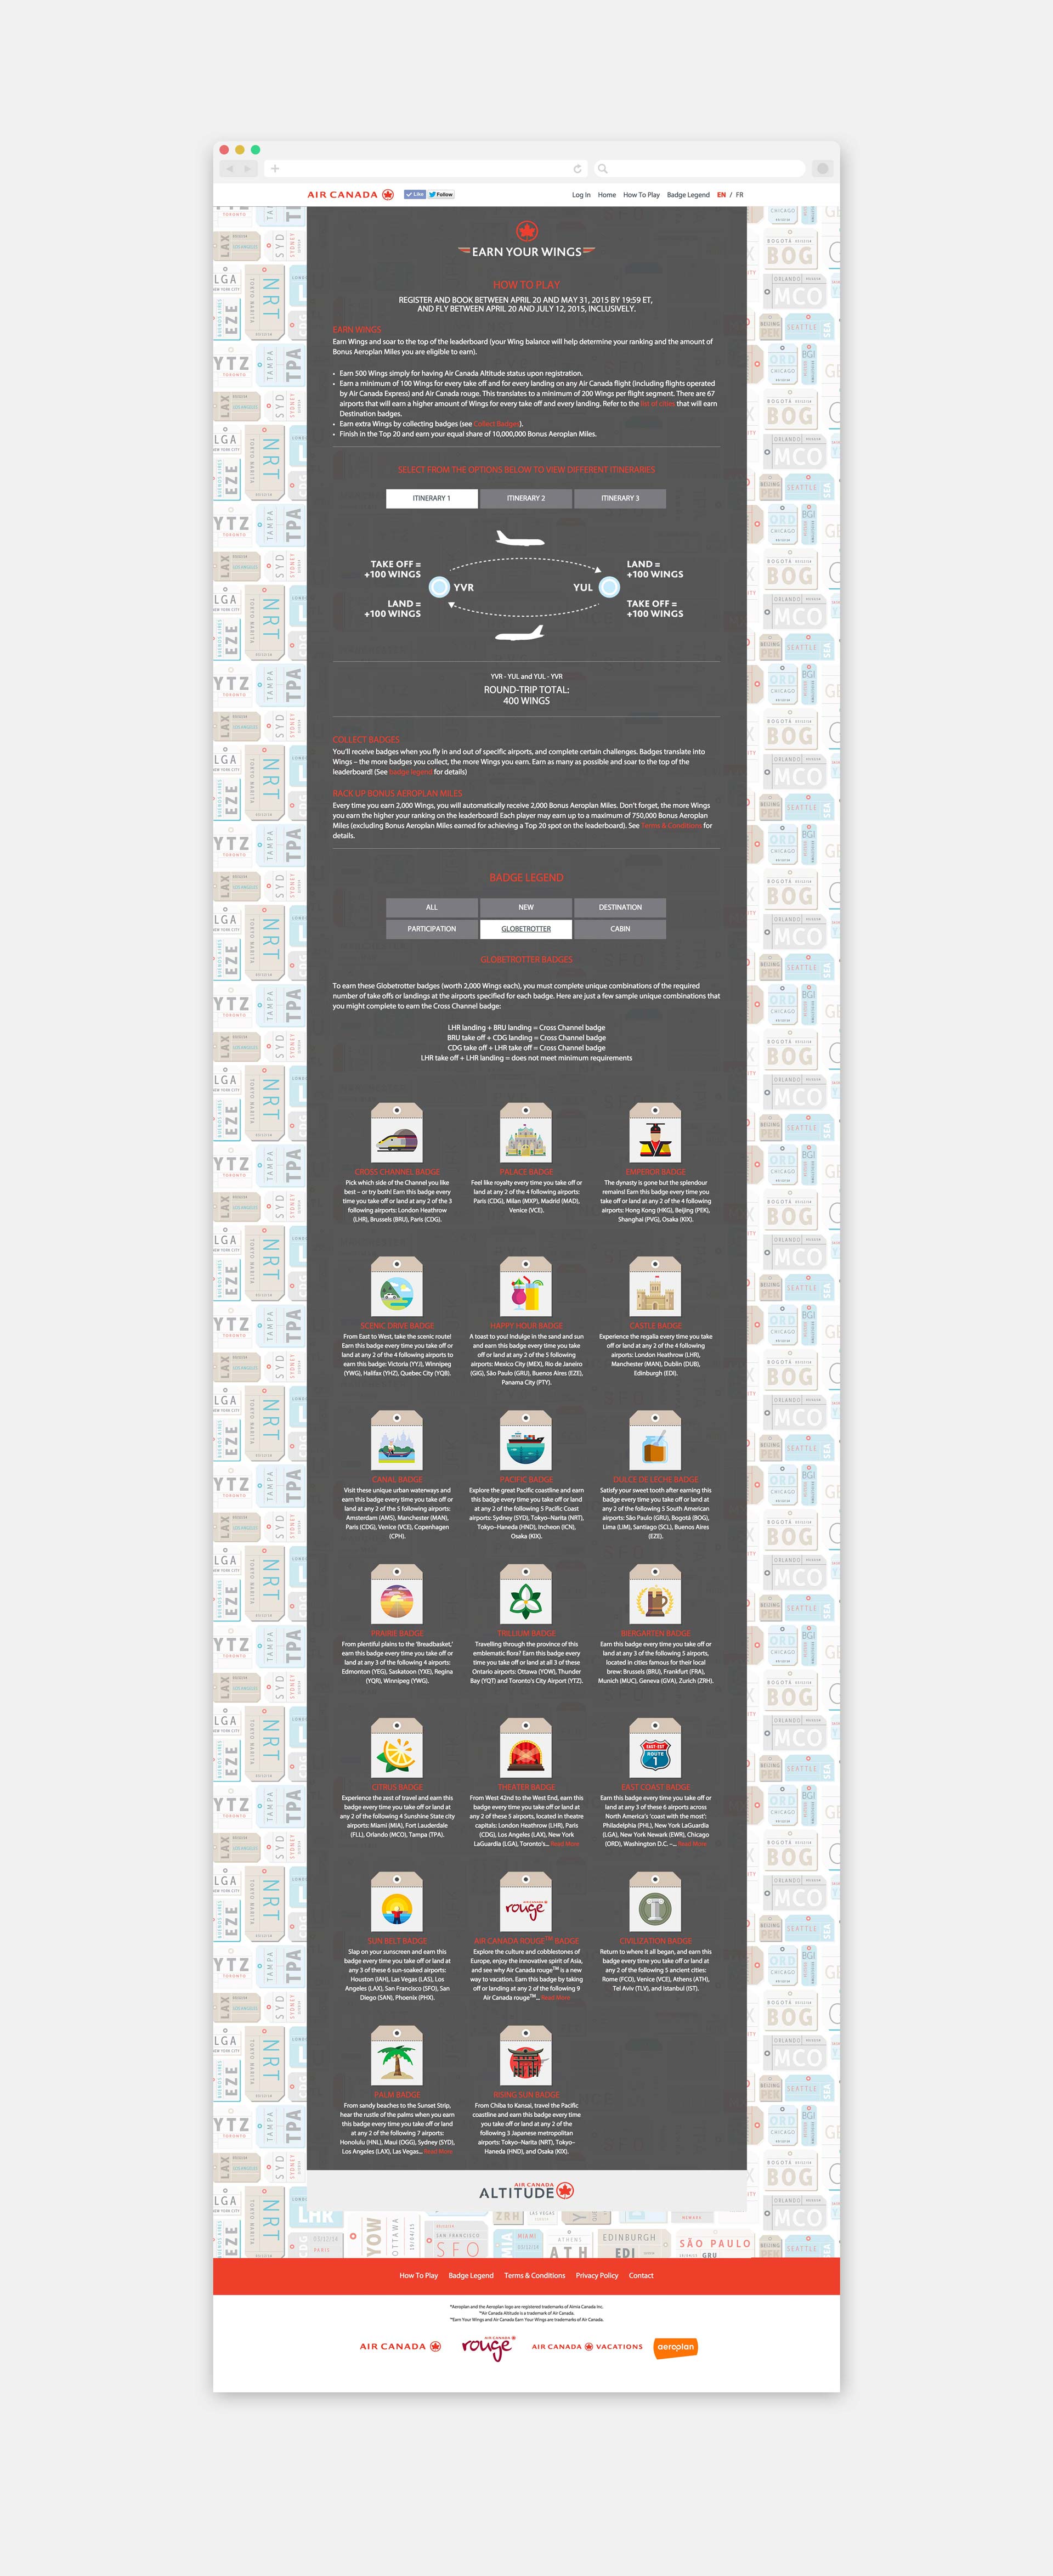 AIR CANADA
Like
Follow
Log In Home How To Play Badge Legend EN / FR
EARN YOUR WINGS
HOW TO PLAY
REGISTER AND BOOK BETWEEN APRIL 20 AND MAY 31, 2015 BY 19:59 ET,
AND FLY BETWEEN APRIL 20 AND JULY 12, 2015, INCLUSIVELY.
EARN WINGS
Earn Wings and soar to the top of the leaderboard (your Wing balance will help determine your ranking and the amount of
Bonus Aeroplan Miles you are eligible to earn).
• Earn 500 Wings simply for having Air Canada Altitude status upon registration.
• Earn a minimum of 100 Wings for every take off and for every landing on any Air Canada flight (including flights operated
by Air Canada Express) and Air Canada rouge. This translates to a minimum of 200 Wings per flight segment. There are 67
airports that will earn a higher amount of Wings for every take off and every landing. Refer to the list of cities that will earn
Destination badges.
• Earn extra Wings by collecting badges (see Collect Badges).
• Finish in the Top 20 and earn your equal share of 10,000,000 Bonus Aeroplan Miles.
SELECT FROM THE OPTIONS BELOW TO VIEW DIFFERENT ITINERARIES
ITINERARY 1
ITINERARY 2
ITINERARY 3
TAKE OFF =
+100 WINGS
LAND =
+100 WINGS
YVR
YUL
LAND =
+100 WINGS
TAKE OFF =
+100 WINGS
YVR - YUL and YUL - YVR
ROUND-TRIP TOTAL:
400 WINGS
COLLECT BADGES
You'll receive badges when you fly in and out of specific airports, and complete certain challenges. Badges translate into
Wings – the more badges you collect, the more Wings you earn. Earn as many as possible and soar to the top of the
leaderboard! (See badge legend for details)
RACK UP BONUS AEROPLAN MILES
Every time you earn 2,000 Wings, you will automatically receive 2,000 Bonus Aeroplan Miles. Don't forget, the more Wings
you earn the higher your ranking on the leaderboard! Each player may earn up to a maximum of 750,000 Bonus Aeroplan
Miles (excluding Bonus Aeroplan Miles earned for achieving a Top 20 spot on the leaderboard). See Terms & Conditions for
details.
BADGE LEGEND
ALL
NEW
DESTINATION
PARTICIPATION
GLOBETROTTER
CABIN
GLOBETROTTER BADGES
To earn these Globetrotter badges (worth 2,000 Wings each), you must complete unique combinations of the required
number of take offs or landings at the airports specified for each badge. Here are just a few sample unique combinations that
you might complete to earn the Cross Channel badge:
LHR landing + BRU landing = Cross Channel badge
BRU take off + CDG landing = Cross Channel badge
CDG take off + LHR take off = Cross Channel badge
LHR take off + LHR landing = does not meet minimum requirements
CROSS CHANNEL BADGE
Pick which side of the Channel you like
best – or try both! Earn this badge every
time you take off or land at any 2 of the 3
following airports: London Heathrow
(LHR), Brussels (BRU), Paris (CDG).
PALACE BADGE
Feel like royalty every time you take off or
land at any 2 of the 4 following airports:
Paris (CDG), Milan (MXP), Madrid (MAD),
Venice (VCE).
EMPEROR BADGE
The dynasty is gone but the splendour
remains! Earn this badge every time you
take off or land at any 2 of the 4 following
airports: Hong Kong (HKG), Beijing (PEK),
Shanghai (PVG), Osaka (KIX).
SCENIC DRIVE BADGE
From East to West, take the scenic route!
Earn this badge every time you take off or
land at any 2 of the 4 following airports to
earn this badge: Victoria (YYJ), Winnipeg
(YWG), Halifax (YHZ), Quebec City (YQB).
HAPPY HOUR BADGE
A toast to you! Indulge in the sand and sun
and earn this badge every time you take
off or land at any 2 of the 5 following
airports: Mexico City (MEX), Rio de Janeiro
(GIG), São Paulo (GRU), Buenos Aires (EZE),
Panama City (PTY).
CASTLE BADGE
Experience the regalia every time you take
off or land at any 2 of the 4 following
airports: London Heathrow (LHR),
Manchester (MAN), Dublin (DUB),
Edinburgh (EDI).
CANAL BADGE
Visit these unique urban waterways and
earn this badge every time you take off or
land at any 2 of the 5 following airports:
Amsterdam (AMS), Manchester (MAN),
Paris (CDG), Venice (VCE), Copenhagen
(CPH).
PACIFIC BADGE
Explore the great Pacific coastline and earn
this badge every time you take off or land
at any 2 of the following 5 Pacific Coast
airports: Sydney (SYD), Tokyo–Narita (NRT),
Tokyo–Haneda (HND), Incheon (ICN),
Osaka (KIX).
DULCE DE LECHE BADGE
Satisfy your sweet tooth after earning this
badge every time you take off or land at
any 2 of the following 5 South American
airports: São Paulo (GRU), Bogotá (BOG),
Lima (LIM), Santiago (SCL), Buenos Aires
(EZE).
PRAIRIE BADGE
From plentiful plains to the 'Breadbasket,'
earn this badge every time you take off or
land at any 3 of the following 4 airports:
Edmonton (YEG), Saskatoon (YXE), Regina
(YQR), Winnipeg (YWG).
TRILLIUM BADGE
Travelling through the province of this
emblematic flora? Earn this badge every
time you take off or land at all 3 of these
Ontario airports: Ottawa (YOW), Thunder
Bay (YQT) and Toronto's City Airport (YTZ).
BIERGARTEN BADGE
Earn this badge every time you take off or
land at any 3 of the following 5 airports,
located in cities famous for their local
brew: Brussels (BRU), Frankfurt (FRA),
Munich (MUC), Geneva (GVA), Zurich (ZRH).
CITRUS BADGE
Experience the zest of travel and earn this
badge every time you take off or land at
any 2 of the following 4 Sunshine State city
airports: Miami (MIA), Fort Lauderdale
(FLL), Orlando (MCO), Tampa (TPA).
THEATER BADGE
From West 42nd to the West End, earn this
badge every time you take off or land at
any 2 of these 5 airports, located in theatre
capitals: London Heathrow (LHR), Paris
(CDG), Los Angeles (LAX), New York
LaGuardia (LGA), Toronto's... Read More
EAST-EST
ROUTE
1
EAST COAST BADGE
Earn this badge every time you take off or
land at any 3 of these 6 airports across
North America's 'coast with the most':
Philadelphia (PHL), New York LaGuardia
(LGA), New York Newark (EWR), Chicago
(ORD), Washington D.C. –... Read More
SUN BELT BADGE
Slap on your sunscreen and earn this
badge every time you take off or land at
any 3 of these 6 sun-soaked airports:
Houston (IAH), Las Vegas (LAS), Los
Angeles (LAX), San Francisco (SFO), San
Diego (SAN), Phoenix (PHX).
AIR CANADA
rouge
AIR CANADA ROUGE™ BADGE
Explore the culture and cobblestones of
Europe, enjoy the innovative spirit of Asia,
and see why Air Canada rouge™ is a new
way to vacation. Earn this badge by taking
off or landing at any 2 of the following 9
Air Canada rouge™... Read More
CIVILIZATION BADGE
Return to where it all began, and earn this
badge every time you take off or land at
any 2 of the following 5 ancient cities:
Rome (FCO), Venice (VCE), Athens (ATH),
Tel Aviv (TLV), and Istanbul (IST).
PALM BADGE
From sandy beaches to the Sunset Strip,
hear the rustle of the palms when you earn
this badge every time you take off or land
at any 2 of the following 7 airports:
Honolulu (HNL), Maui (OGG), Sydney (SYD),
Los Angeles (LAX), Las Vegas... Read More
RISING SUN BADGE
From Chiba to Kansai, travel the Pacific
coastline and earn this badge every time
you take off or land at any 2 of the
following 3 Japanese metropolitan
airports: Tokyo–Narita (NRT), Tokyo–
Haneda (HND), and Osaka (KIX).
AIR CANADA
ALTITUDE
How To Play Badge Legend Terms & Conditions Privacy Policy Contact
®Aeroplan and the Aeroplan logo are registered trademarks of Aimia Canada Inc.
™Air Canada Altitude is a trademark of Air Canada.
™Earn Your Wings and Air Canada Earn Your Wings are trademarks of Air Canada.
AIR CANADA
AIR CANADA
rouge
AIR CANADA VACATIONS
aeroplan